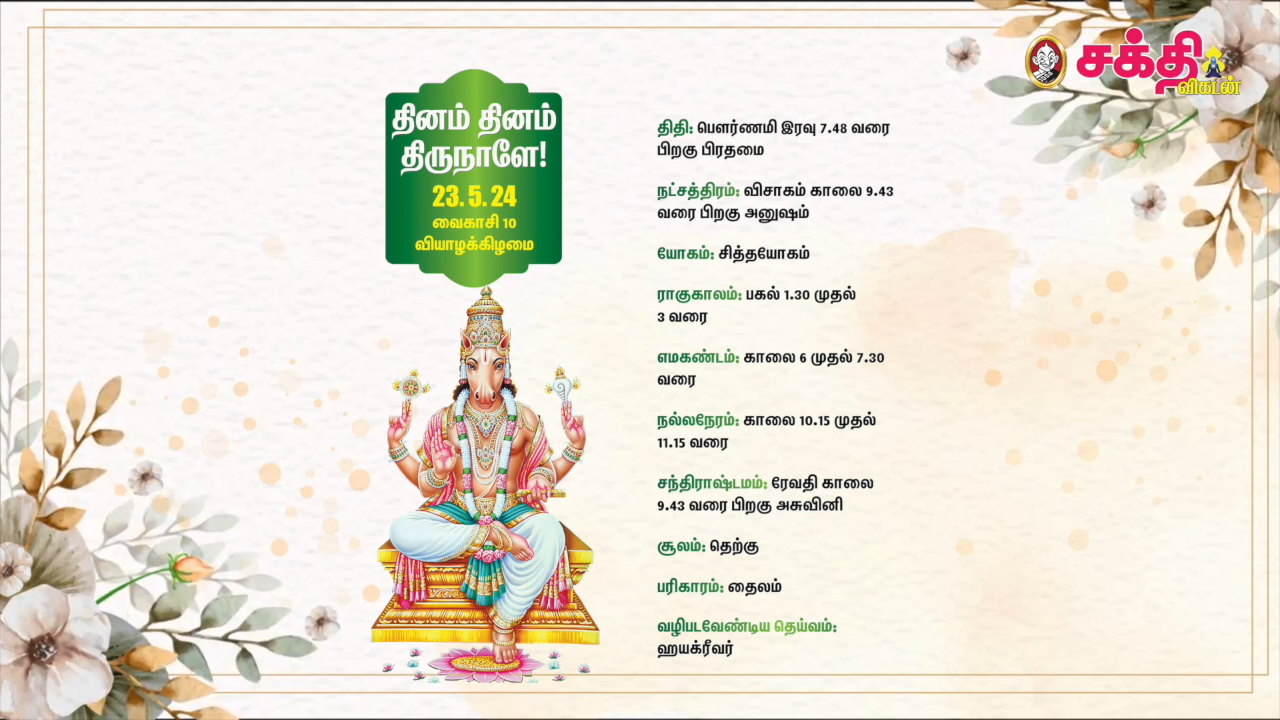 சக்தி
விகடன்
தினம் தினம்
திருநாளே!
23.5.24
வைகாசி 10
வியாழக்கிழமை
திதி: பௌர்ணமி இரவு 7.48 வரை
பிறகு பிரதமை
நட்சத்திரம்: விசாகம் காலை 9.43
வரை பிறகு அனுஷம்
யோகம்: சித்தயோகம்
ராகுகாலம்: பகல் 1.30 முதல்
3 வரை
எமகண்டம்: காலை 6 முதல் 7.30
வரை
நல்லநேரம்: காலை 10.15 முதல்
11.15 வரை
சந்திராஷ்டமம்: ரேவதி காலை
9.43 வரை பிறகு அசுவினி
சூலம்: தெற்கு
பரிகாரம்: தைலம்
வழிபடவேண்டிய தெய்வம்:
ஹயக்ரீவர்